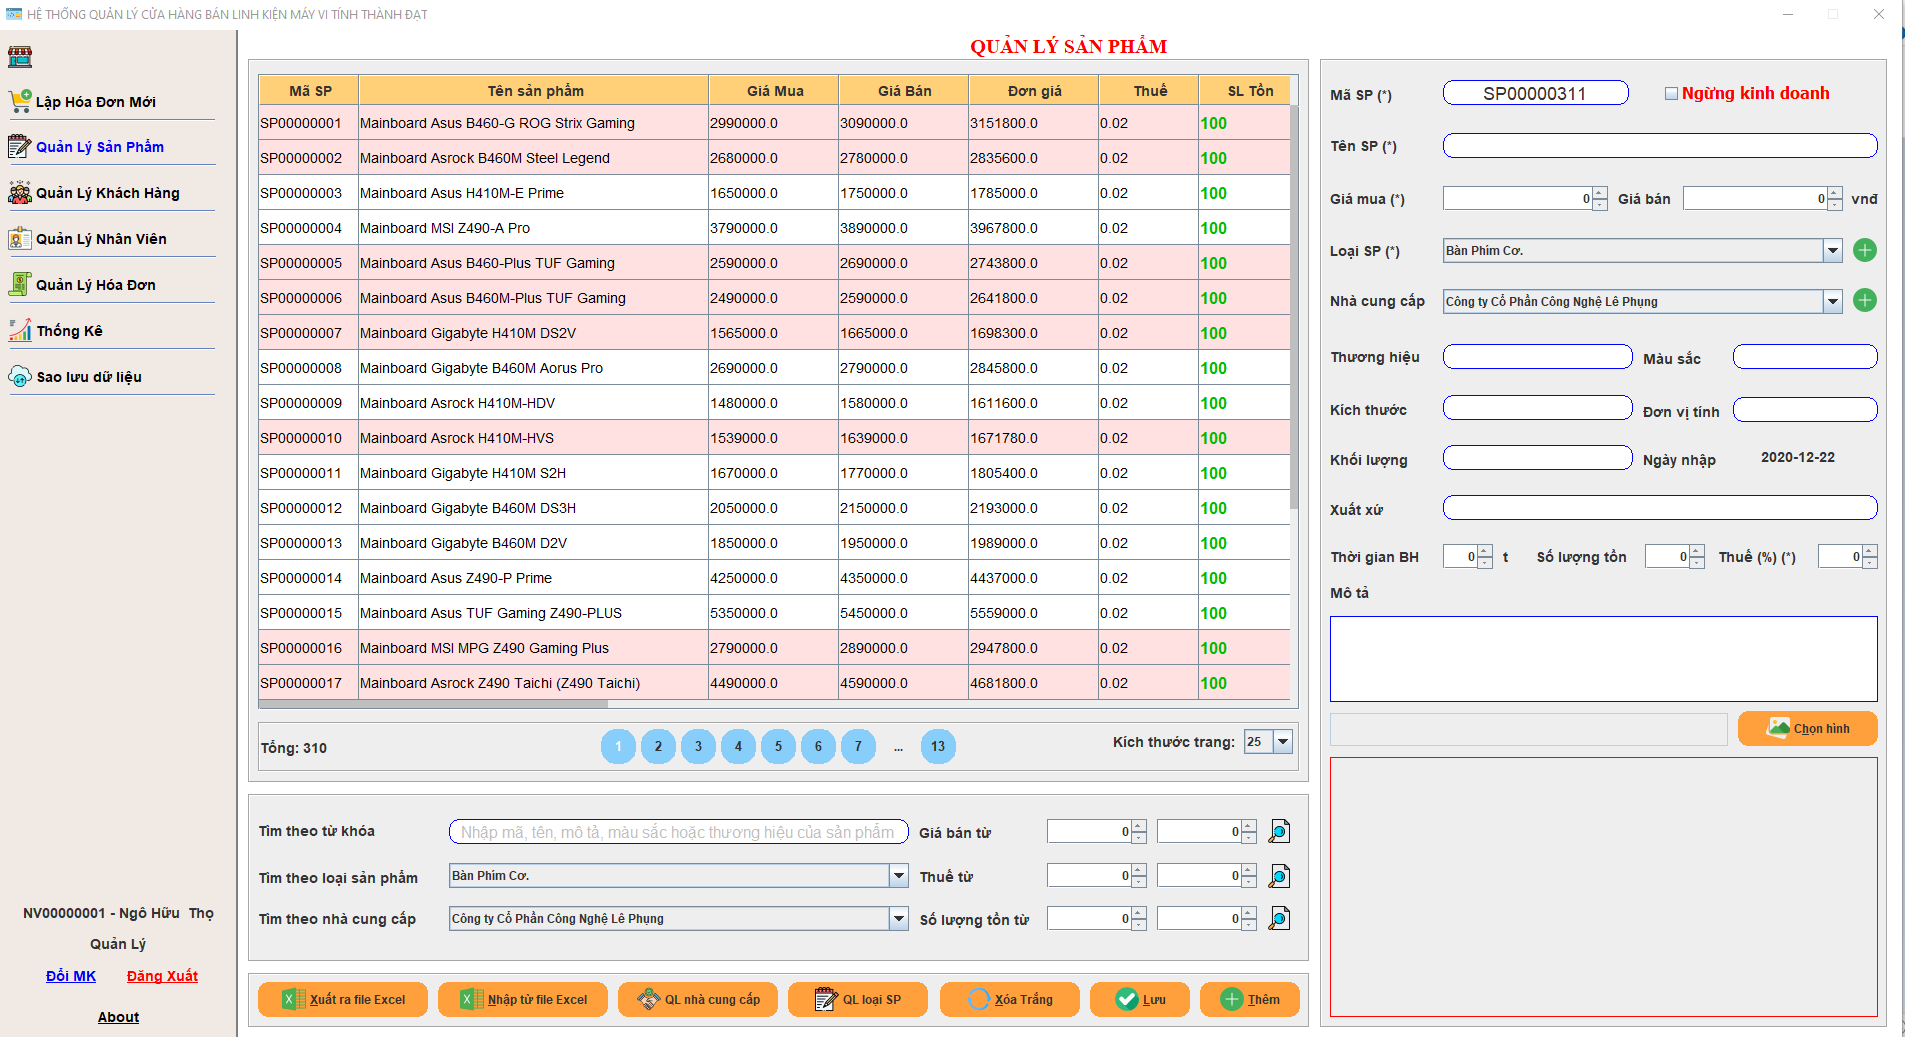 HỆ THỐNG QUẢN LÝ CỬA HÀNG BÁN LINH KIỆN MÁY VI TÍNH THÀNH ĐẠT
Lập Hóa Đơn Mới
Quản Lý Sản Phẩm
Quản Lý Khách Hàng
Quản Lý Nhân Viên
Quản Lý Hóa Đơn
Thống Kê
Sao lưu dữ liệu
NV00000001 - Ngô Hữu Thọ
Quản Lý
Đổi MK Đăng Xuất
About
QUẢN LÝ SẢN PHẨM
Mã SP Tên sản phẩm Giá Mua Giá Bán Đơn giá Thuế SL Tồn
SP00000001 Mainboard Asus B460-G ROG Strix Gaming 2990000.0 3090000.0 3151800.0 0.02 100
SP00000002 Mainboard Asrock B460M Steel Legend 2680000.0 2780000.0 2835600.0 0.02 100
SP00000003 Mainboard Asus H410M-E Prime 1650000.0 1750000.0 1785000.0 0.02 100
SP00000004 Mainboard MSI Z490-A Pro 3790000.0 3890000.0 3967800.0 0.02 100
SP00000005 Mainboard Asus B460-Plus TUF Gaming 2590000.0 2690000.0 2743800.0 0.02 100
SP00000006 Mainboard Asus B460M-Plus TUF Gaming 2490000.0 2590000.0 2641800.0 0.02 100
SP00000007 Mainboard Gigabyte H410M DS2V 1565000.0 1665000.0 1698300.0 0.02 100
SP00000008 Mainboard Gigabyte B460M Aorus Pro 2690000.0 2790000.0 2845800.0 0.02 100
SP00000009 Mainboard Asrock H410M-HDV 1480000.0 1580000.0 1611600.0 0.02 100
SP00000010 Mainboard Asrock H410M-HVS 1539000.0 1639000.0 1671780.0 0.02 100
SP00000011 Mainboard Gigabyte H410M S2H 1670000.0 1770000.0 1805400.0 0.02 100
SP00000012 Mainboard Gigabyte B460M DS3H 2050000.0 2150000.0 2193000.0 0.02 100
SP00000013 Mainboard Gigabyte B460M D2V 1850000.0 1950000.0 1989000.0 0.02 100
SP00000014 Mainboard Asus Z490-P Prime 4250000.0 4350000.0 4437000.0 0.02 100
SP00000015 Mainboard Asus TUF Gaming Z490-PLUS 5350000.0 5450000.0 5559000.0 0.02 100
SP00000016 Mainboard MSI MPG Z490 Gaming Plus 2790000.0 2890000.0 2947800.0 0.02 100
SP00000017 Mainboard Asrock Z490 Taichi (Z490 Taichi) 4490000.0 4590000.0 4681800.0 0.02 100
Tổng: 310 1 2 3 4 5 6 7 ... 13 Kích thước trang: 25
Tìm theo từ khóa Nhập mã, tên, mô tả, màu sắc hoặc thương hiệu của sản phẩm Giá bán từ 0 0
Tìm theo loại sản phẩm Bàn Phím Cơ. Thuế từ 0 0
Tìm theo nhà cung cấp Công ty Cổ Phần Công Nghệ Lê Phụng Số lượng tồn từ 0 0
Xuất ra file Excel Nhập từ file Excel QL nhà cung cấp QL loại SP Xóa Trắng Lưu Thêm
Mã SP (*) SP00000311 Ngừng kinh doanh
Tên SP (*)
Giá mua (*) 0 Giá bán 0 vnđ
Loại SP (*) Bàn Phím Cơ.
Nhà cung cấp Công ty Cổ Phần Công Nghệ Lê Phụng
Thương hiệu Màu sắc
Kích thước Đơn vị tính
Khối lượng Ngày nhập 2020-12-22
Xuất xứ
Thời gian BH 0 t Số lượng tồn 0 Thuế (%) (*) 0
Mô tả
Chọn hình